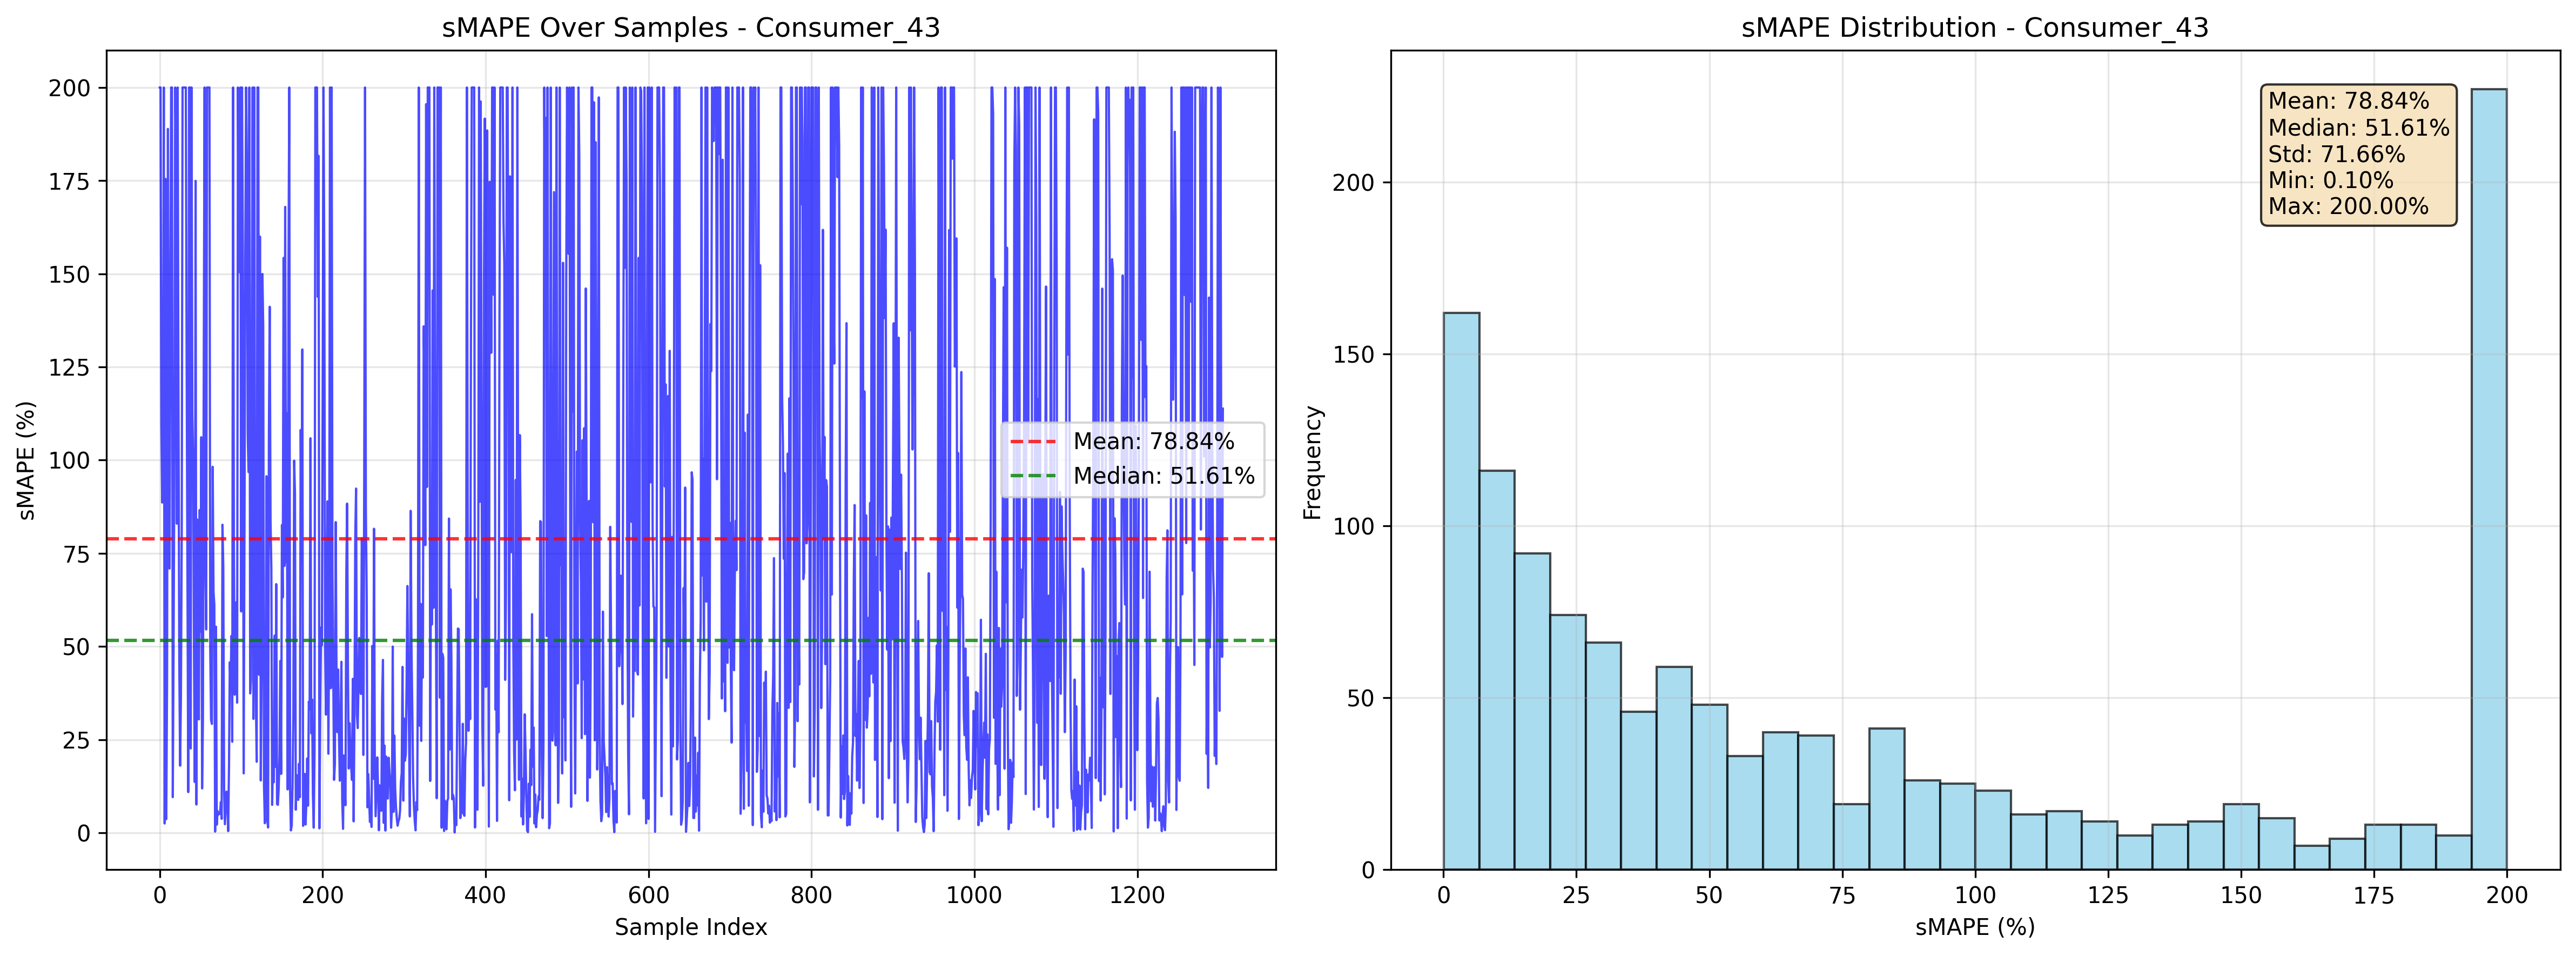 sMAPE Over Samples - Consumer_43
200
175
150
125
100
75
50
25
0
sMAPE (%)
Mean: 78.84%
Median: 51.61%
0 200 400 600 800 1000 1200
Sample Index
sMAPE Distribution - Consumer_43
200
150
100
50
0
Frequency
Mean: 78.84%
Median: 51.61%
Std: 71.66%
Min: 0.10%
Max: 200.00%
0 25 50 75 100 125 150 175 200
sMAPE (%)